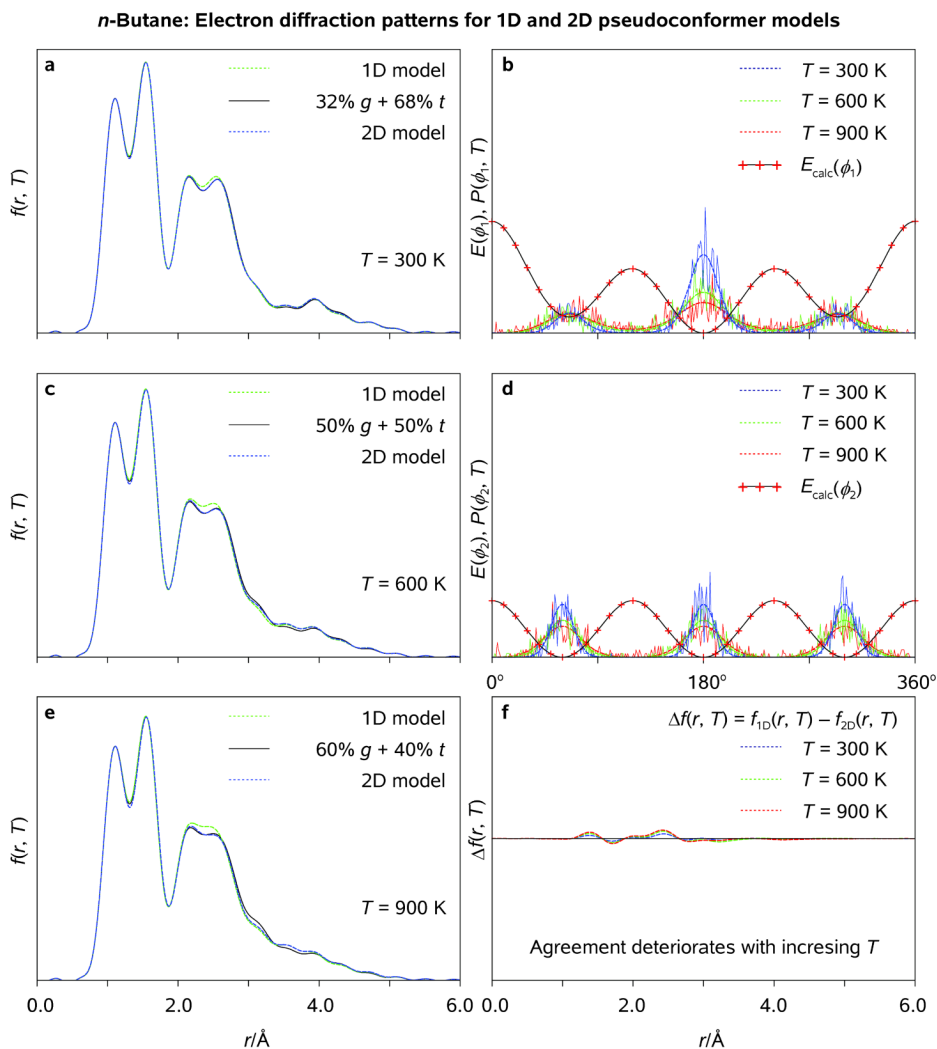 n-Butane: Electron diffraction patterns for 1D and 2D pseudoconformer models
a
1D model
32% g + 68% t
2D model
T = 300 K
f(r, T)
b
T = 300 K
T = 600 K
T = 900 K
Ecalc(ϕ1)
E(ϕ1), P(ϕ1, T)
c
1D model
50% g + 50% t
2D model
T = 600 K
f(r, T)
d
T = 300 K
T = 600 K
T = 900 K
Ecalc(ϕ2)
E(ϕ2), P(ϕ2, T)
0° 180° 360°
e
1D model
60% g + 40% t
2D model
T = 900 K
f(r, T)
0.0 2.0 4.0 6.0
r/Å
f
Δf(r, T) = f1D(r, T) – f2D(r, T)
T = 300 K
T = 600 K
T = 900 K
Δf(r, T)
Agreement deteriorates with incresing T
0.0 2.0 4.0 6.0
r/Å